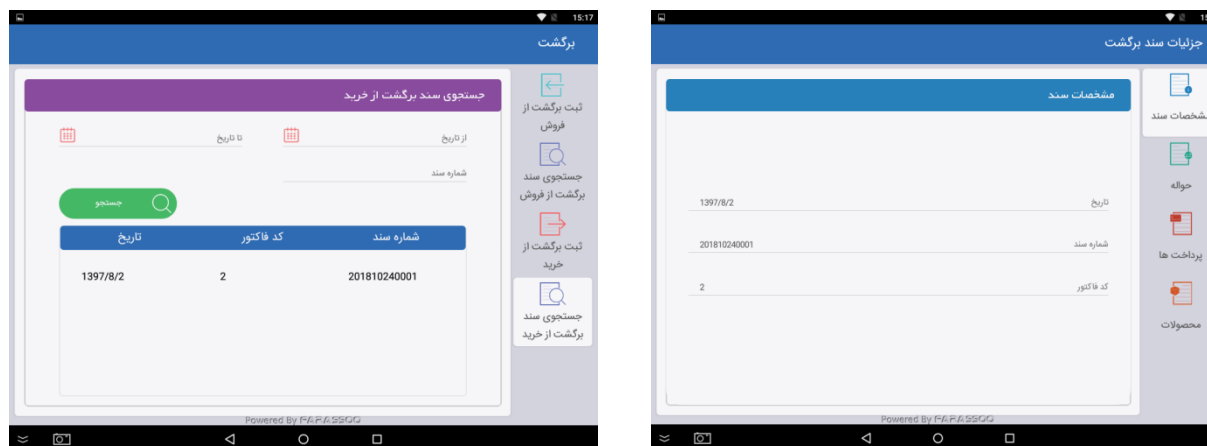 15:17
برگشت
ثبت برگشت از
فروش
جستجوی سند
برگشت از فروش
ثبت برگشت از
خرید
جستجوی سند
برگشت از خرید
جستجوی سند برگشت از خرید
از تاریخ
تا تاریخ
شماره سند
جستجو
شماره سند کد فاکتور تاریخ
201810240001 2 1397/8/2
Powered By FARASSOO
15
جزئیات سند برگشت
مشخصات سند
حواله
پرداخت ها
محصولات
مشخصات سند
تاریخ 1397/8/2
شماره سند 201810240001
کد فاکتور 2
Powered By FARASSOO